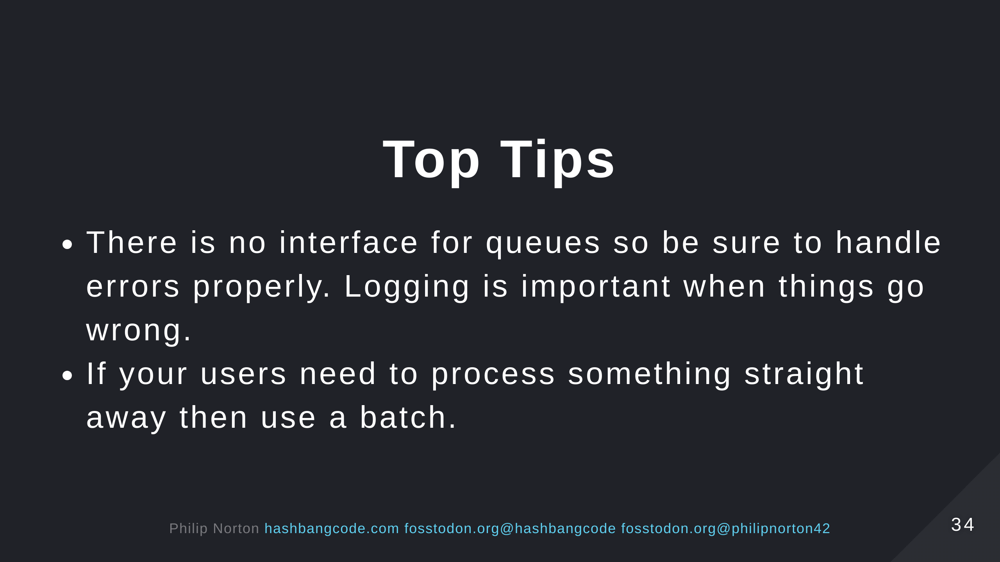 Top Tips
• There is no interface for queues so be sure to handle
errors properly. Logging is important when things go
wrong.
• If your users need to process something straight
away then use a batch.
Philip Norton hashbangcode.com fosstodon.org@hashbangcode fosstodon.org@philipnorton42
34